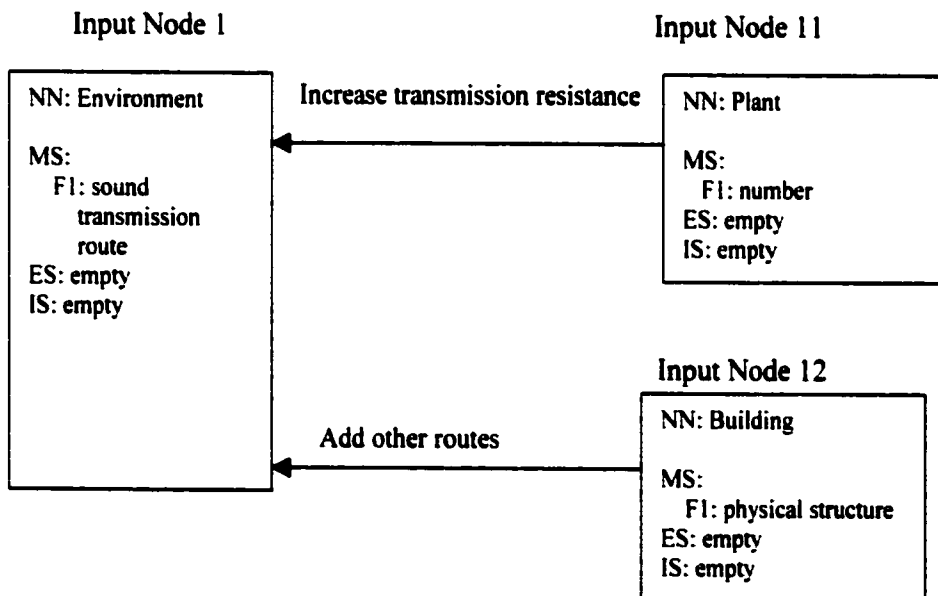 Input Node 1
NN: Environment
MS:
F1: sound
transmission
route
ES: empty
IS: empty
Increase transmission resistance
Add other routes
Input Node 11
NN: Plant
MS:
F1: number
ES: empty
IS: empty
Input Node 12
NN: Building
MS:
F1: physical structure
ES: empty
IS: empty